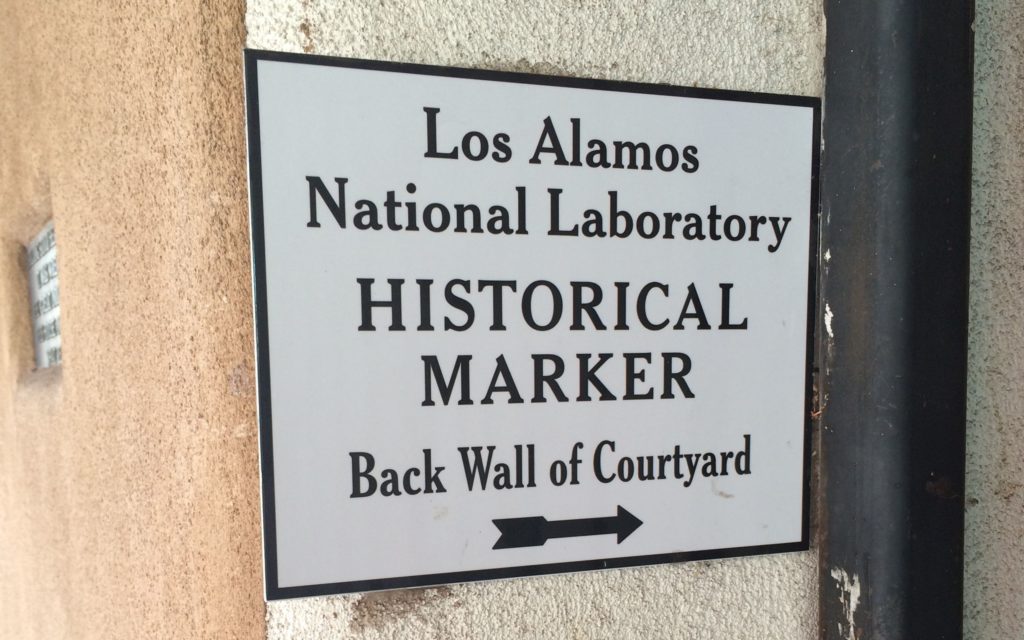 Los Alamos
National Laboratory
HISTORICAL
MARKER
Back Wall of Courtyard